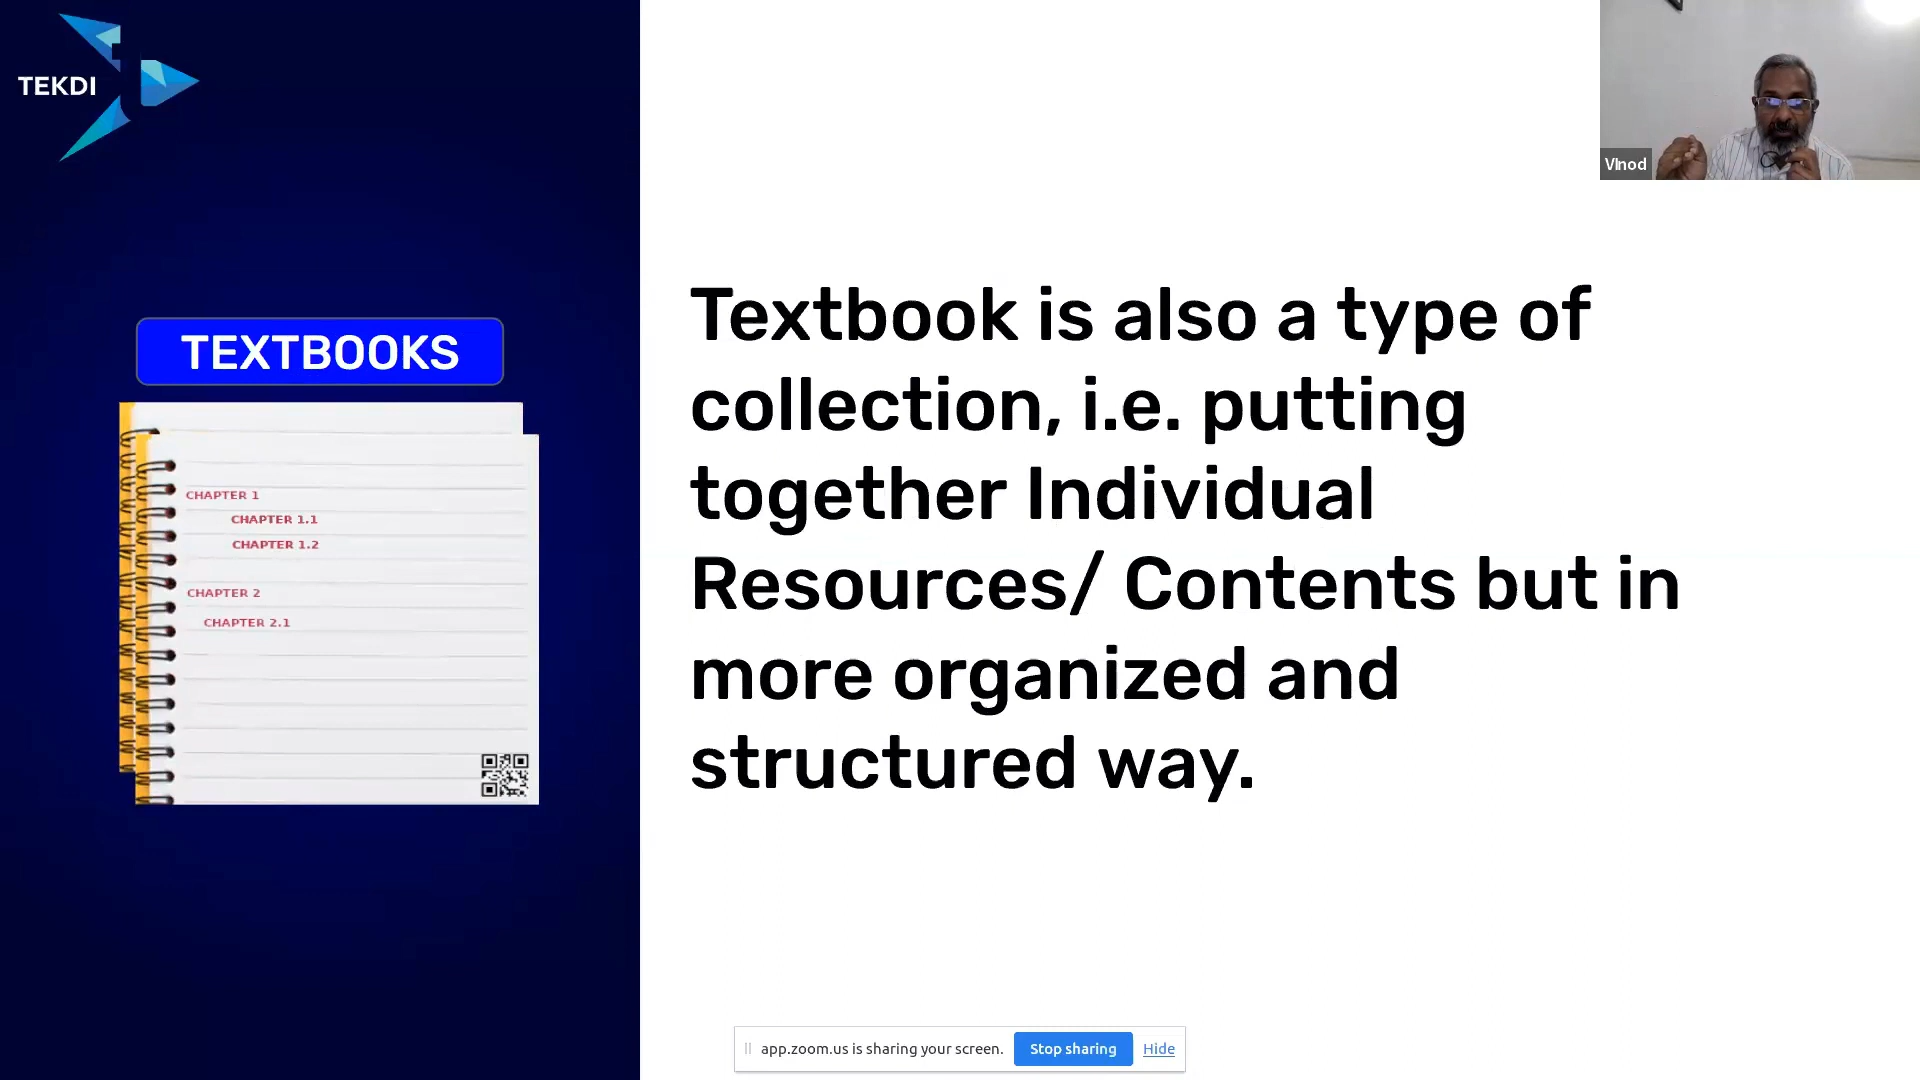 TEKDI
VInod
TEXTBOOKS
CHAPTER 1
CHAPTER 1.1
CHAPTER 1.2
CHAPTER 2
CHAPTER 2.1
Textbook is also a type of
collection, i.e. putting
together Individual
Resources/ Contents but in
more organized and
structured way.
app.zoom.us is sharing your screen.
Stop sharing
Hide